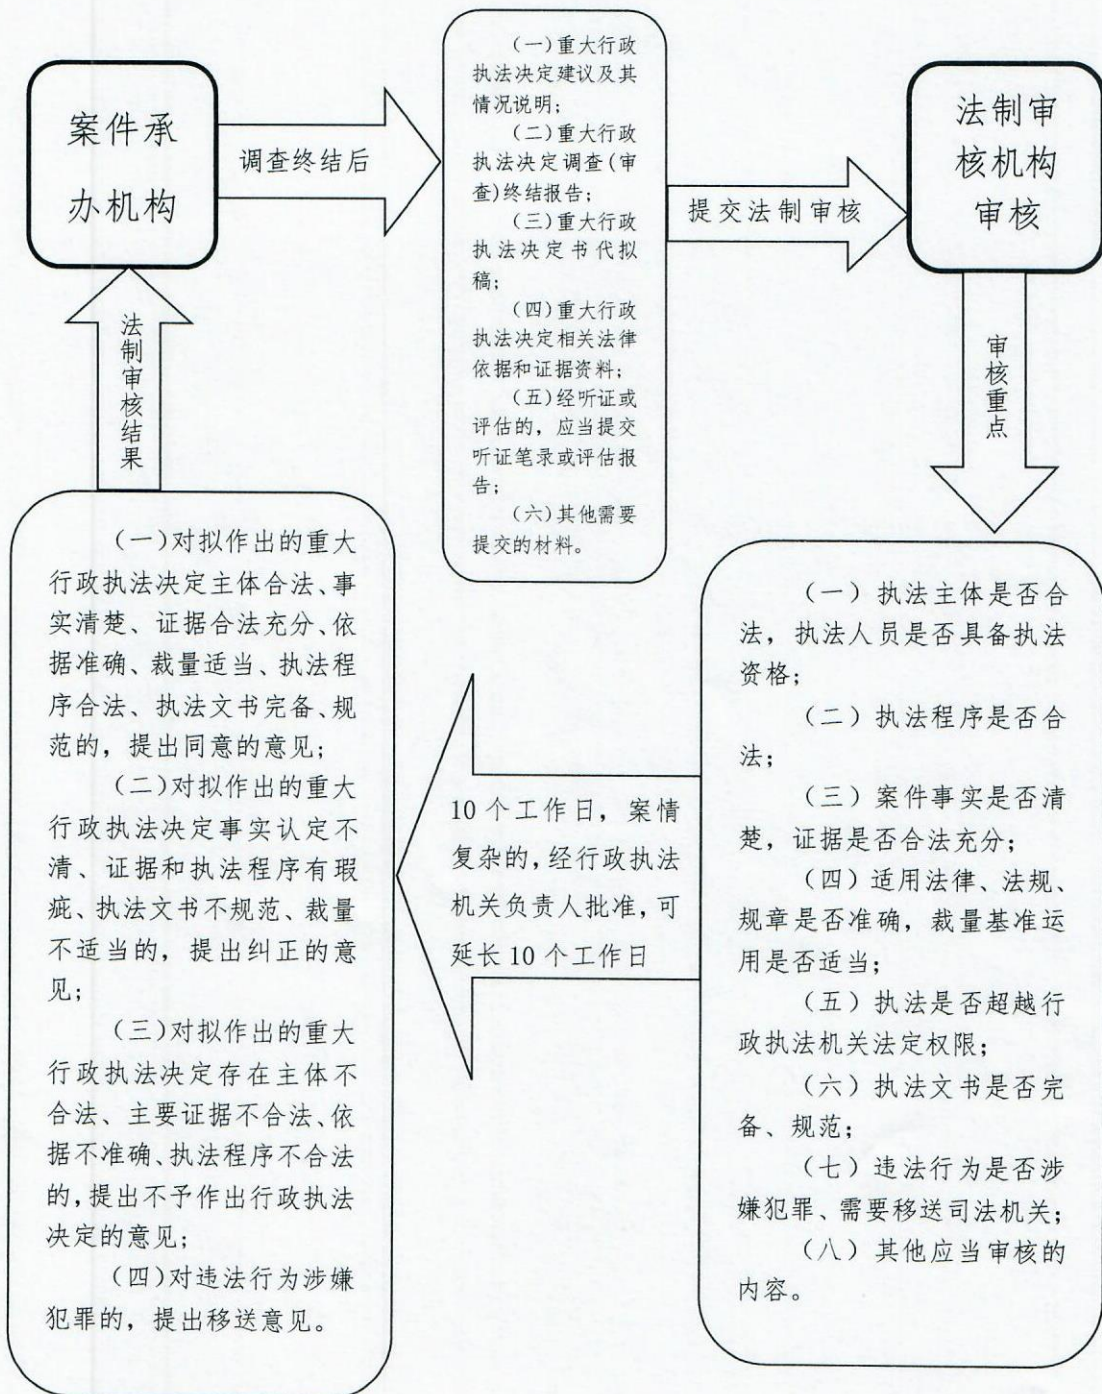 案件承
办机构
调查终结后
（一）重大行政
执法决定建议及其
情况说明；
（二）重大行政
执法决定调查(审
查)终结报告；
（三）重大行政
执法决定书代拟
稿；
（四）重大行政
执法决定相关法律
依据和证据资料；
（五）经听证或
评估的，应当提交
听证笔录或评估报
告；
（六）其他需要
提交的材料。
提交法制审核
法制审
核机构
审核
审核重点
（一）执法主体是否合
法，执法人员是否具备执法
资格；
（二）执法程序是否合
法；
（三）案件事实是否清
楚，证据是否合法充分；
（四）适用法律、法规、
规章是否准确，裁量基准运
用是否适当；
（五）执法是否超越行
政执法机关法定权限；
（六）执法文书是否完
备、规范；
（七）违法行为是否涉
嫌犯罪、需要移送司法机关；
（八）其他应当审核的
内容。
10个工作日，案情
复杂的，经行政执法
机关负责人批准，可
延长10个工作日
（一）对拟作出的重大
行政执法决定主体合法、事
实清楚、证据合法充分、依
据准确、裁量适当、执法程
序合法、执法文书完备、规
范的，提出同意的意见；
（二）对拟作出的重大
行政执法决定事实认定不
清、证据和执法程序有瑕
疵、执法文书不规范、裁量
不适当的，提出纠正的意
见；
（三）对拟作出的重大
行政执法决定存在主体不
合法、主要证据不合法、依
据不准确、执法程序不合法
的，提出不予作出行政执法
决定的意见；
（四）对违法行为涉嫌
犯罪的，提出移送意见。
法制审核结果